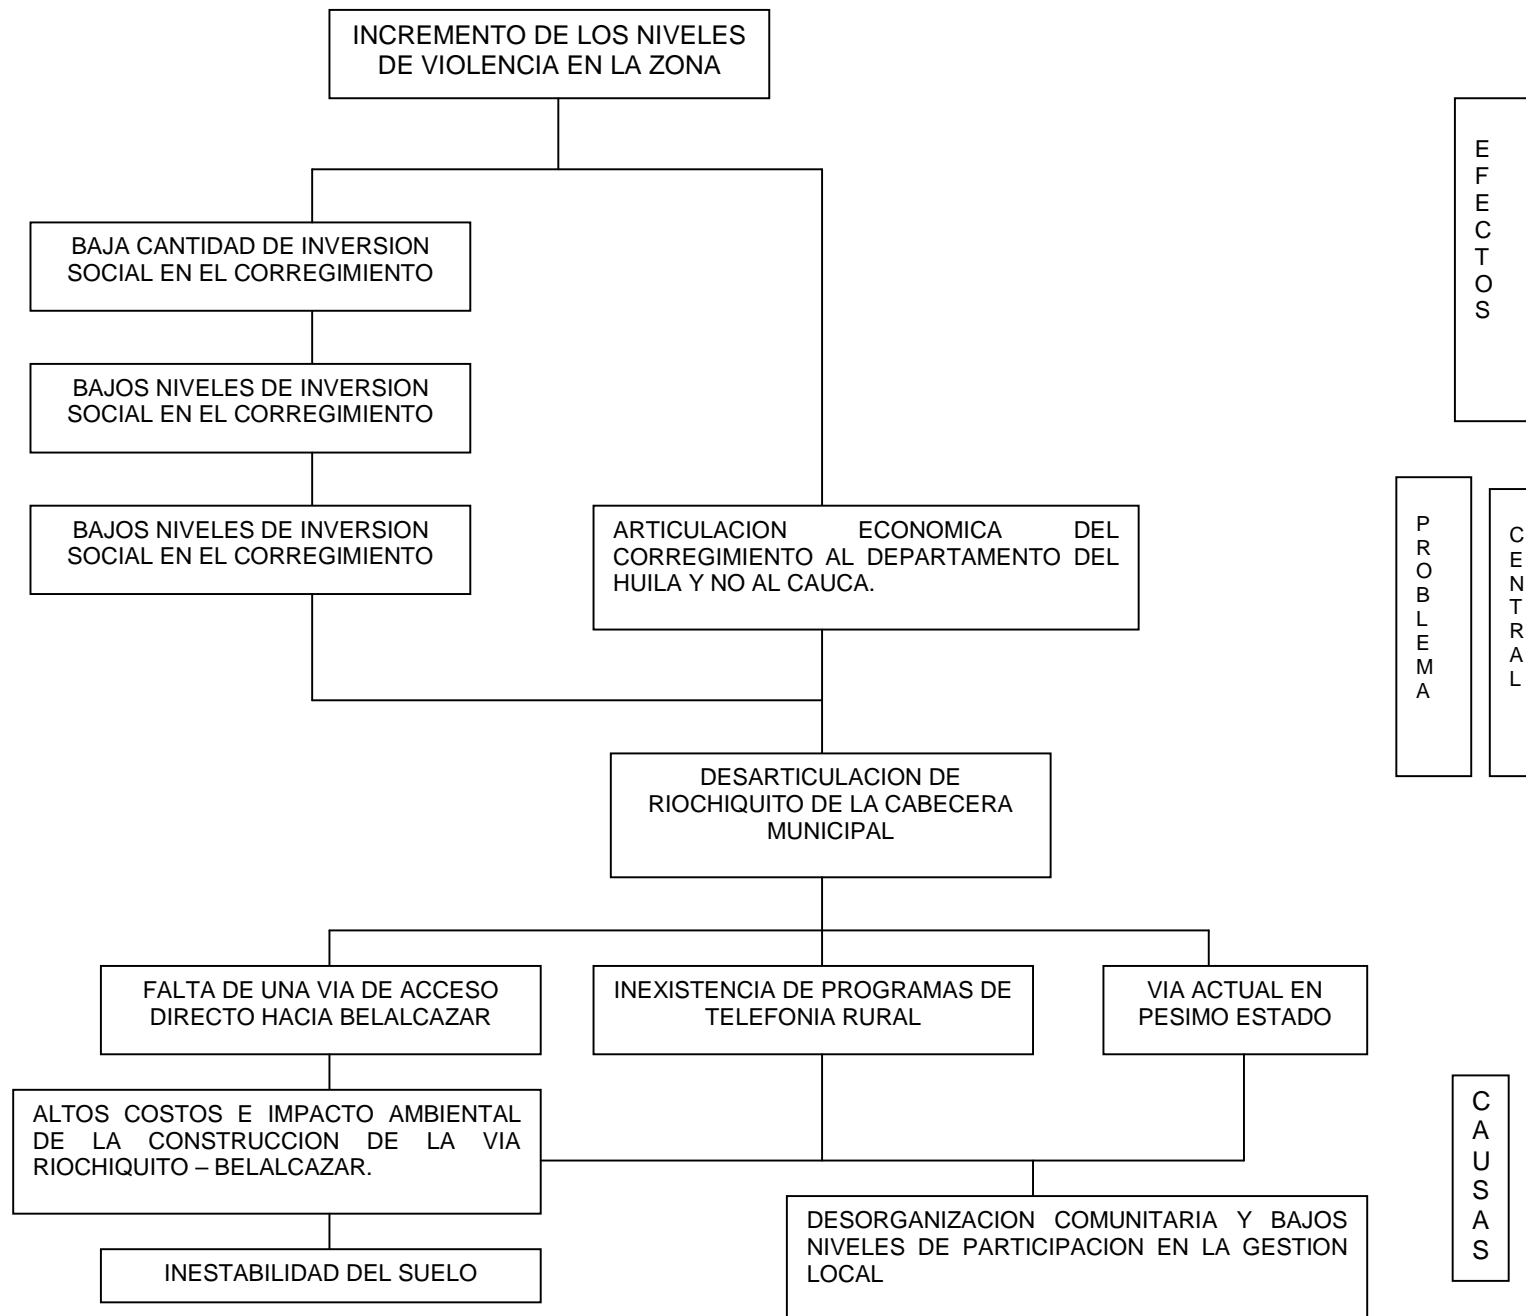 INCREMENTO DE LOS NIVELES
DE VIOLENCIA EN LA ZONA
EFECTOS
BAJA CANTIDAD DE INVERSION
SOCIAL EN EL CORREGIMIENTO
BAJOS NIVELES DE INVERSION
SOCIAL EN EL CORREGIMIENTO
BAJOS NIVELES DE INVERSION
SOCIAL EN EL CORREGIMIENTO
ARTICULACION ECONOMICA DEL
CORREGIMIENTO AL DEPARTAMENTO DEL
HUILA Y NO AL CAUCA.
PROBLEMA
CENTRAL
DESARTICULACION DE
RIOCHIQUITO DE LA CABECERA
MUNICIPAL
FALTA DE UNA VIA DE ACCESO
DIRECTO HACIA BELALCAZAR
INEXISTENCIA DE PROGRAMAS DE
TELEFONIA RURAL
VIA ACTUAL EN
PESIMO ESTADO
ALTOS COSTOS E IMPACTO AMBIENTAL
DE LA CONSTRUCCION DE LA VIA
RIOCHIQUITO – BELALCAZAR.
CAUSAS
INESTABILIDAD DEL SUELO
DESORGANIZACION COMUNITARIA Y BAJOS
NIVELES DE PARTICIPACION EN LA GESTION
LOCAL